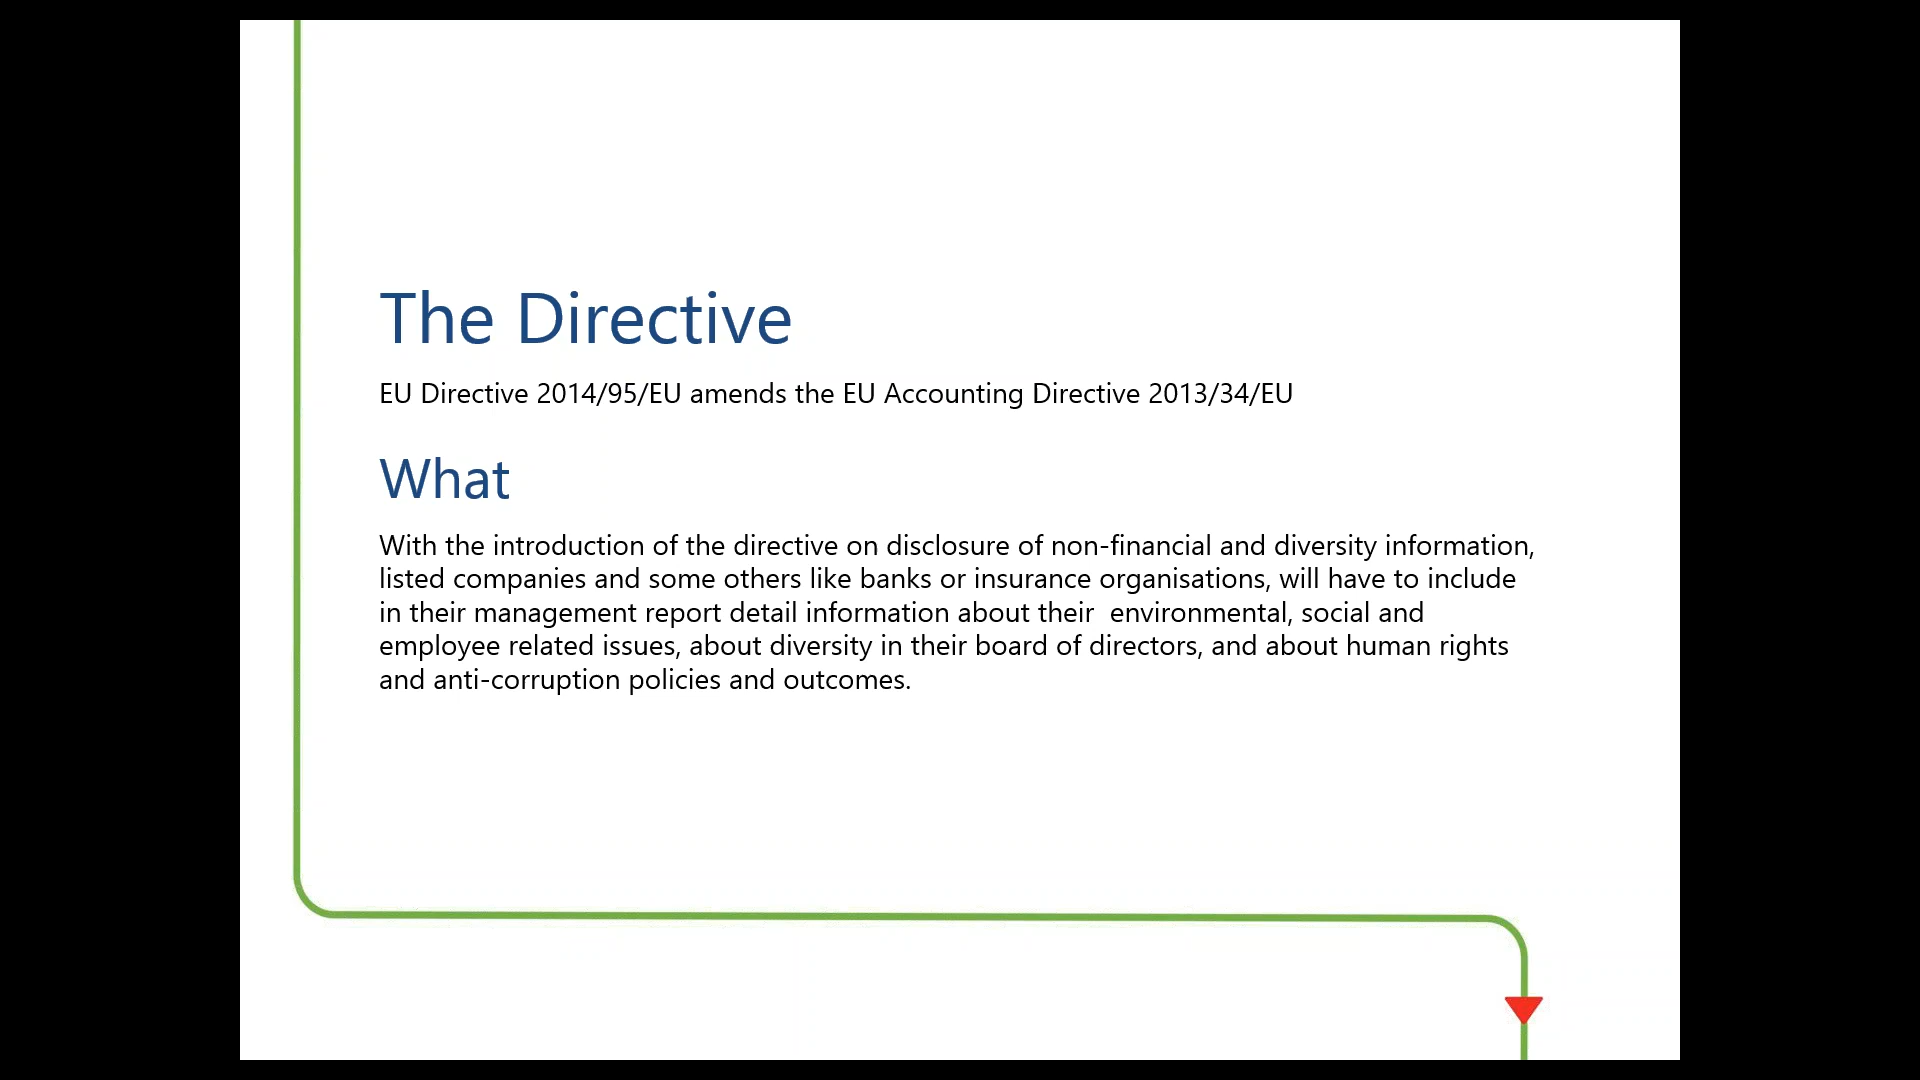 The Directive
EU Directive 2014/95/EU amends the EU Accounting Directive 2013/34/EU
What
With the introduction of the directive on disclosure of non-financial and diversity information,
listed companies and some others like banks or insurance organisations, will have to include
in their management report detail information about their  environmental, social and
employee related issues, about diversity in their board of directors, and about human rights
and anti-corruption policies and outcomes.